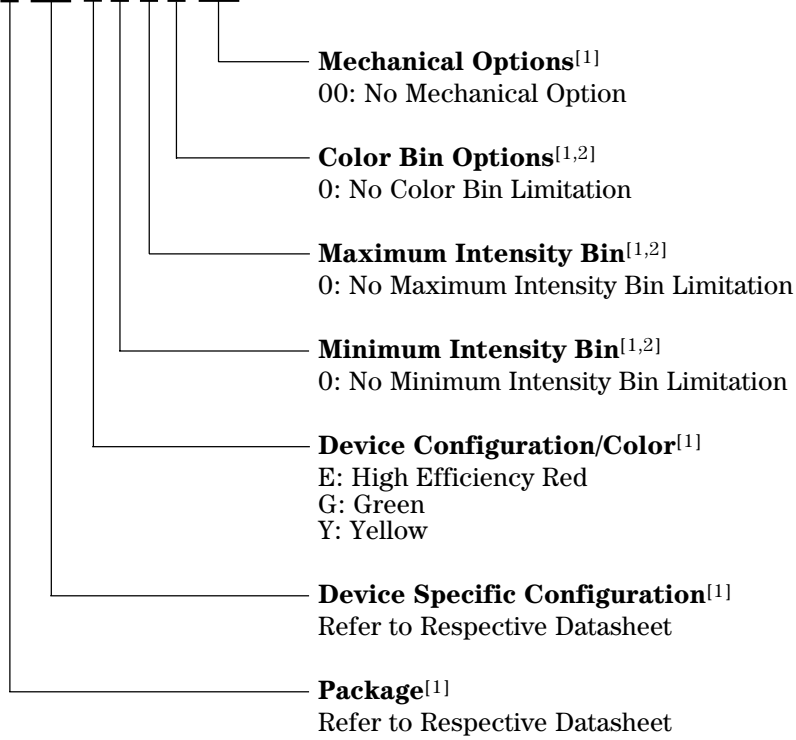 Mechanical Options[1]
00: No Mechanical Option
Color Bin Options[1,2]
0: No Color Bin Limitation
Maximum Intensity Bin[1,2]
0: No Maximum Intensity Bin Limitation
Minimum Intensity Bin[1,2]
0: No Minimum Intensity Bin Limitation
Device Configuration/Color[1]
E: High Efficiency Red
G: Green
Y: Yellow
Device Specific Configuration[1]
Refer to Respective Datasheet
Package[1]
Refer to Respective Datasheet